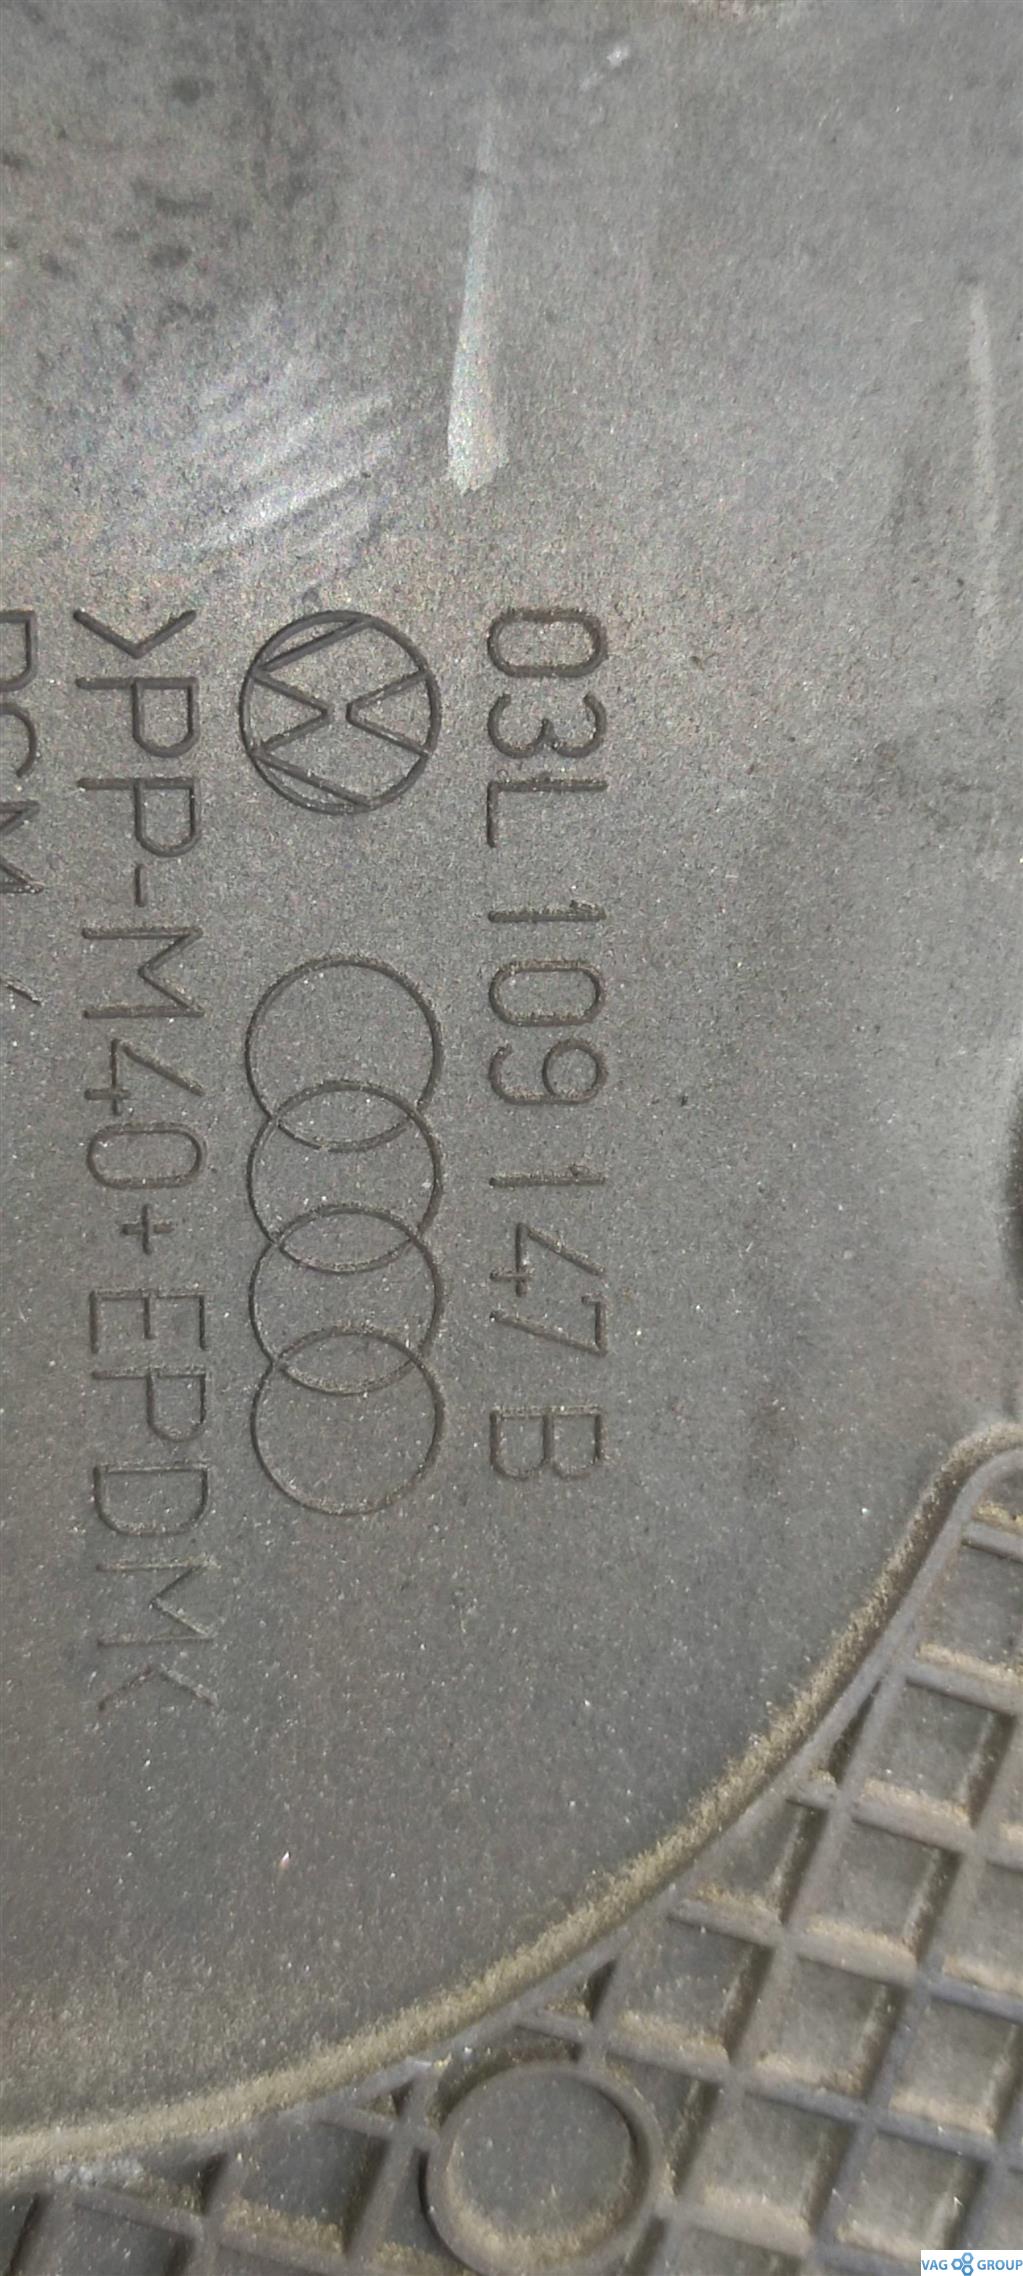 03L 109 147 B
>PP-M40+EPDM<
VAG GROUP